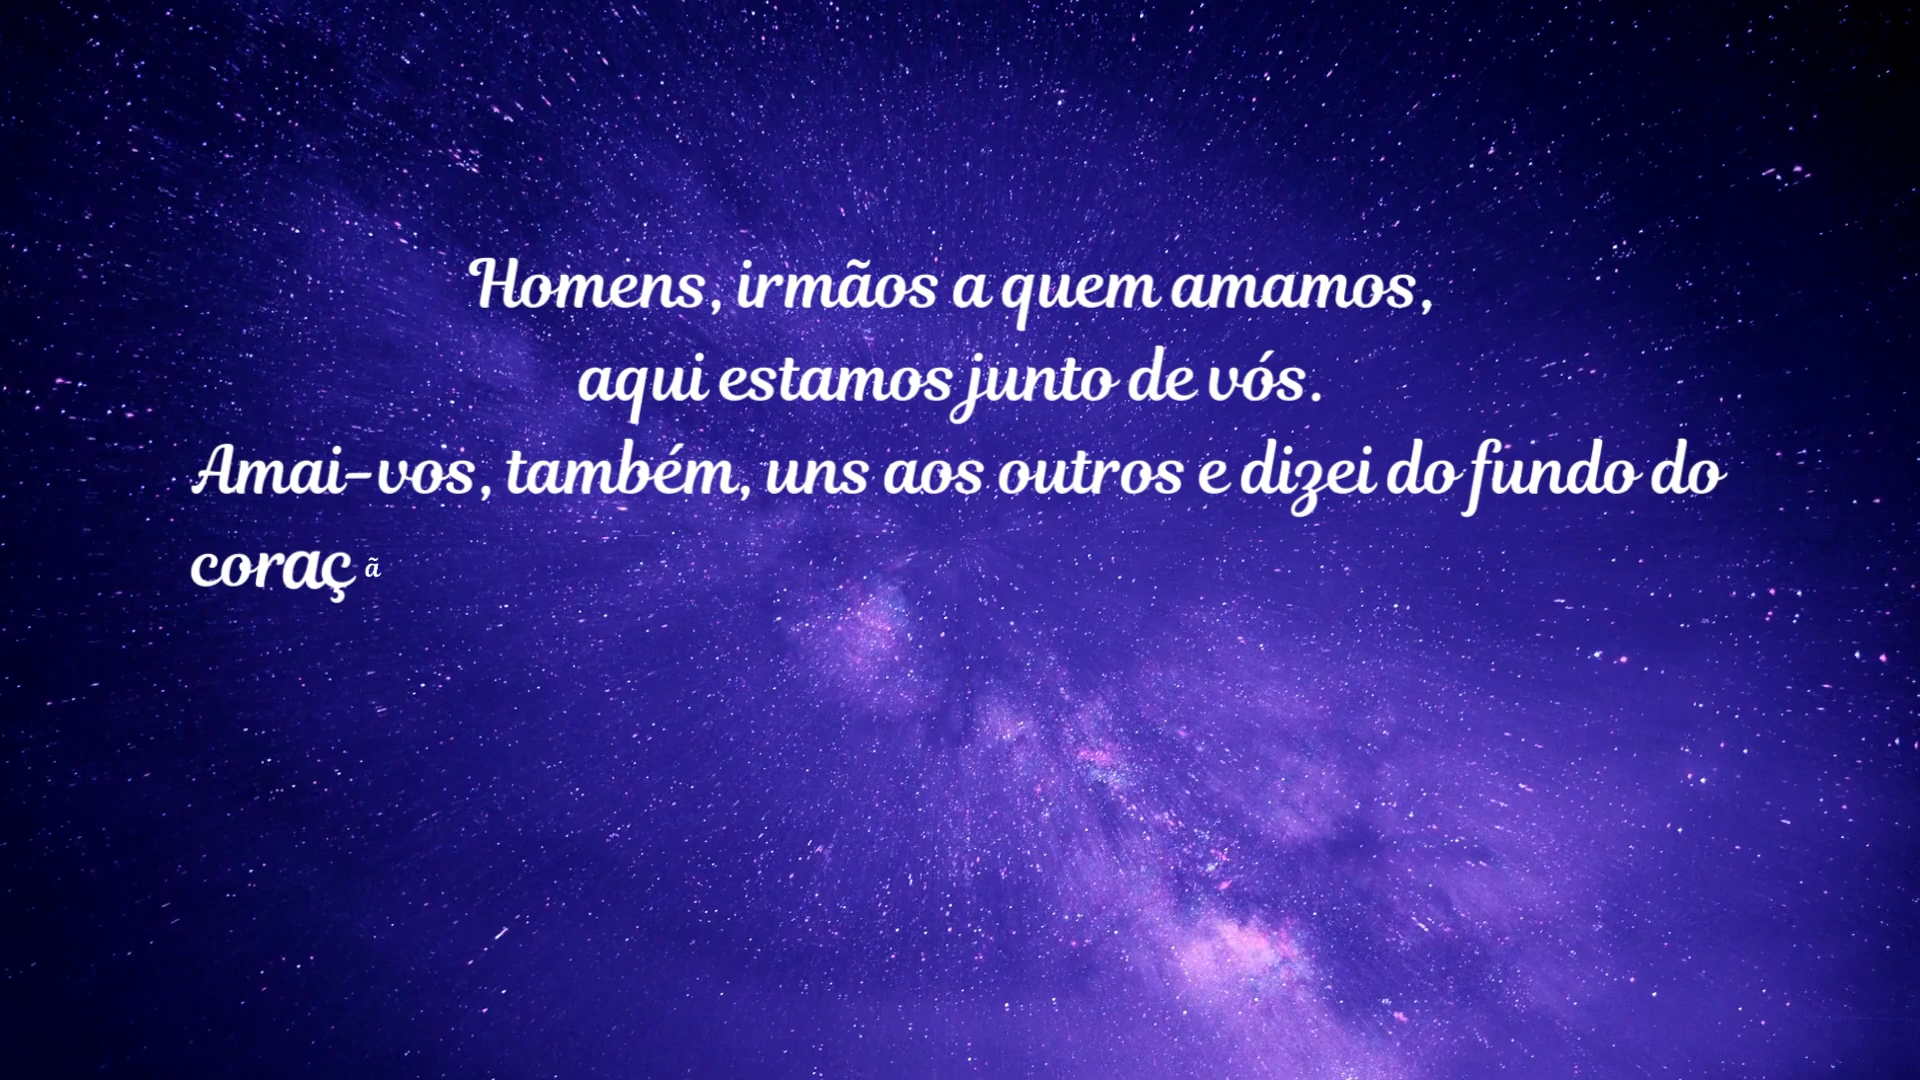 Homens, irmãos a quem amamos,
aqui estamos junto de vós.
Amai-vos, também, uns aos outros e dizei do fundo do
coraçã